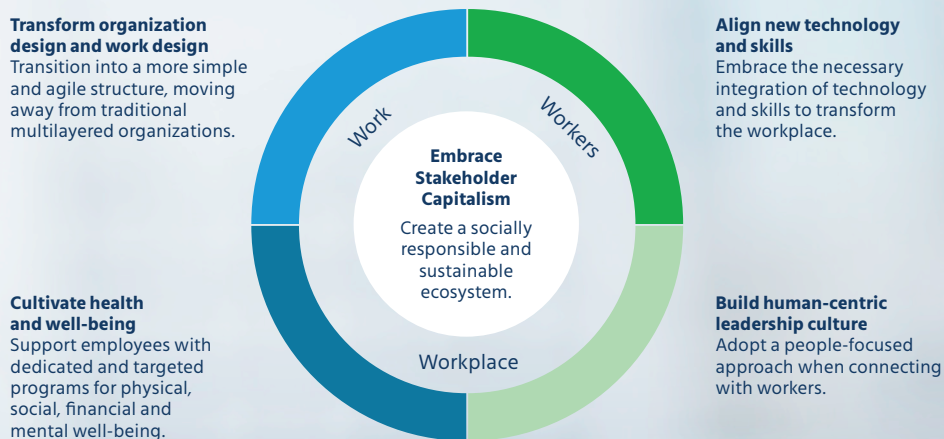 Transform organization
design and work design
Transition into a more simple
and agile structure, moving
away from traditional
multilayered organizations.
Align new technology
and skills
Embrace the necessary
integration of technology
and skills to transform
the workplace.
Work
Workers
Embrace
Stakeholder
Capitalism
Create a socially
responsible and
sustainable
ecosystem.
Workplace
Cultivate health
and well-being
Support employees with
dedicated and targeted
programs for physical,
social, financial and
mental well-being.
Build human-centric
leadership culture
Adopt a people-focused
approach when connecting
with workers.